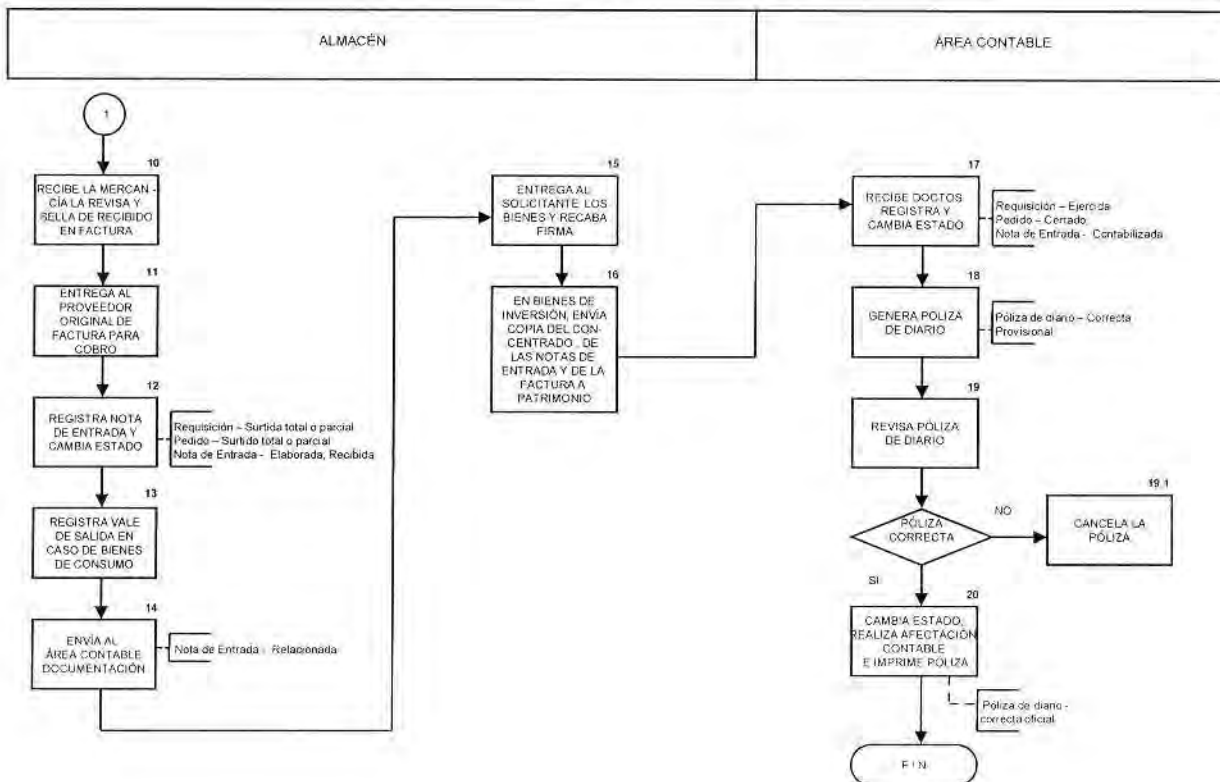 ALMACÉN
ÁREA CONTABLE
1
10
RECIBE LA MERCAN -
CÍA LA REVISA Y
SELLA DE RECIBIDO
EN FACTURA
11
ENTREGA AL
PROVEEDOR
ORIGINAL DE
FACTURA PARA
COBRO
12
REGISTRA NOTA
DE ENTRADA Y
CAMBIA ESTADO
Requisición – Surtida total o parcial
Pedido – Surtido total o parcial
Nota de Entrada - Elaborada, Recibida
13
REGISTRA VALE
DE SALIDA EN
CASO DE BIENES
DE CONSUMO
14
ENVÍA AL
ÁREA CONTABLE
DOCUMENTACIÓN
Nota de Entrada - Relacionada
15
ENTREGA AL
SOLICITANTE LOS
BIENES Y RECABA
FIRMA
16
EN BIENES DE
INVERSIÓN, ENVÍA
COPIA DEL CON-
CENTRADO , DE
LAS NOTAS DE
ENTRADA Y DE LA
FACTURA A
PATRIMONIO
17
RECIBE DOCTOS
REGISTRA Y
CAMBIA ESTADO
Requisición – Ejercida
Pedido – Cerrado
Nota de Entrada - Contabilizada
18
GENERA PÓLIZA
DE DIARIO
Póliza de diario – Correcta
Provisional
19
REVISA PÓLIZA
DE DIARIO
PÓLIZA
CORRECTA
NO
19.1
CANCELA LA
PÓLIZA
SI
20
CAMBIA ESTADO,
REALIZA AFECTACIÓN
CONTABLE
E IMPRIME PÓLIZA
Póliza de diario -
correcta oficial
F I N